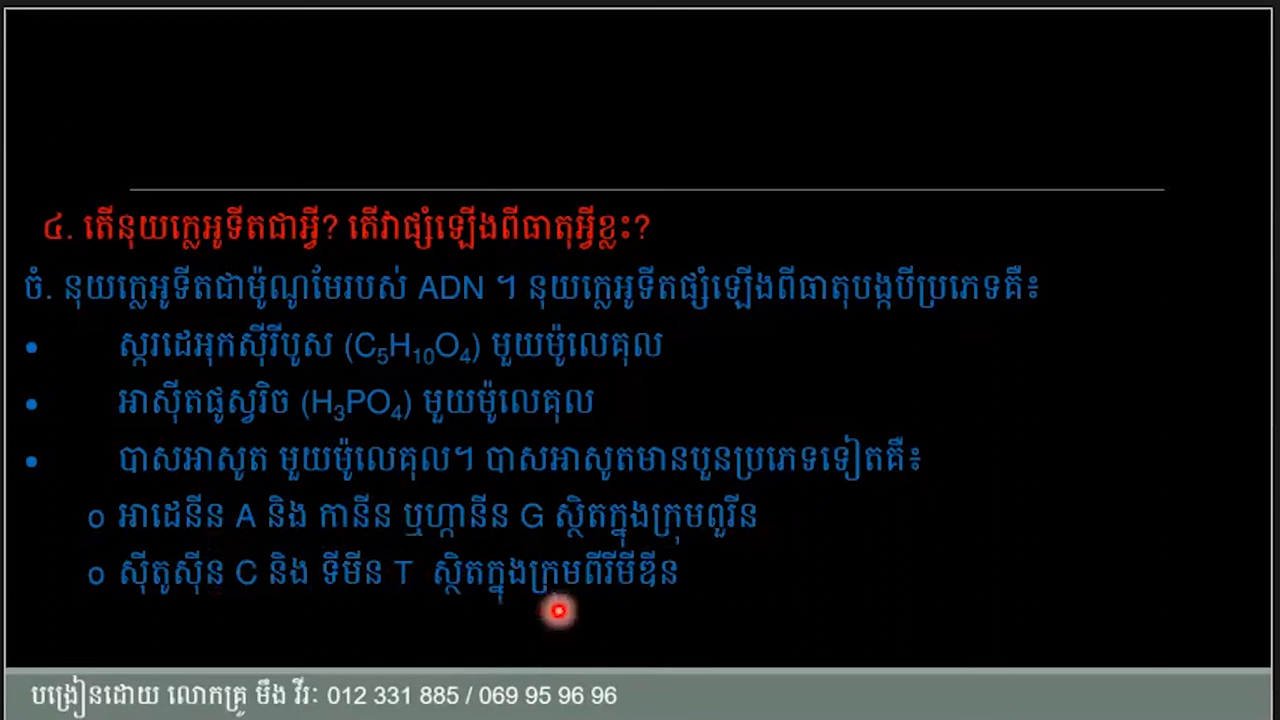 ៤. តើនុយក្លេអូទីតជាអ្វី? តើវាផ្សំឡើងពីធាតុអ្វីខ្លះ?
ចំ. នុយក្លេអូទីតជាម៉ូណូមែររបស់ ADN ។ នុយក្លេអូទីតផ្សំឡើងពីធាតុបង្កបីប្រភេទគឺ៖
• ស្ករដេអុកស៊ីរីបូស (C₅H₁₀O₄) មួយម៉ូលេគុល
• អាស៊ីតផូស្វរិច (H₃PO₄) មួយម៉ូលេគុល
• បាសអាសូត មួយម៉ូលេគុល។ បាសអាសូតមានបួនប្រភេទទៀតគឺ៖
o អាដេនីន A និង កានីន ឬហ្គានីន G ស្ថិតក្នុងក្រុមពួរីន
o ស៊ីតូស៊ីន C និង ទីមីន T ស្ថិតក្នុងក្រុមពីរីមីឌីន
បង្រៀនដោយ លោកគ្រូ ម៉ឹង វីរៈ 012 331 885 / 069 95 96 96